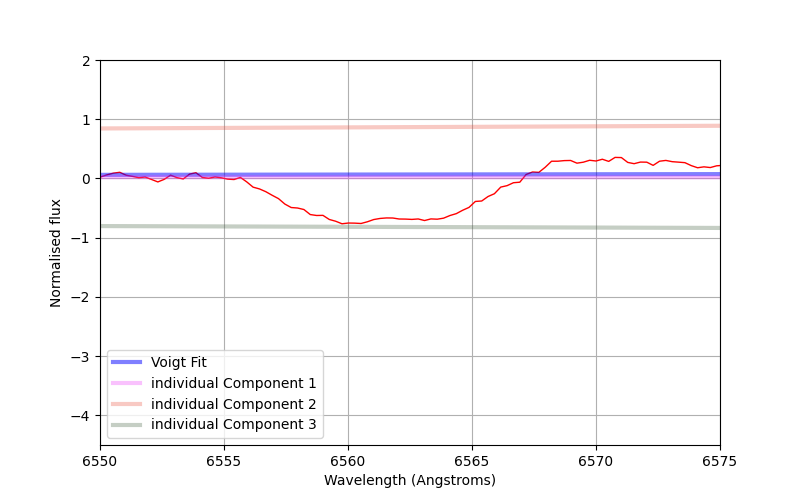 2
1
0
−1
−2
−3
−4
Normalised flux
Voigt Fit
individual Component 1
individual Component 2
individual Component 3
6550 6555 6560 6565 6570 6575
Wavelength (Angstroms)